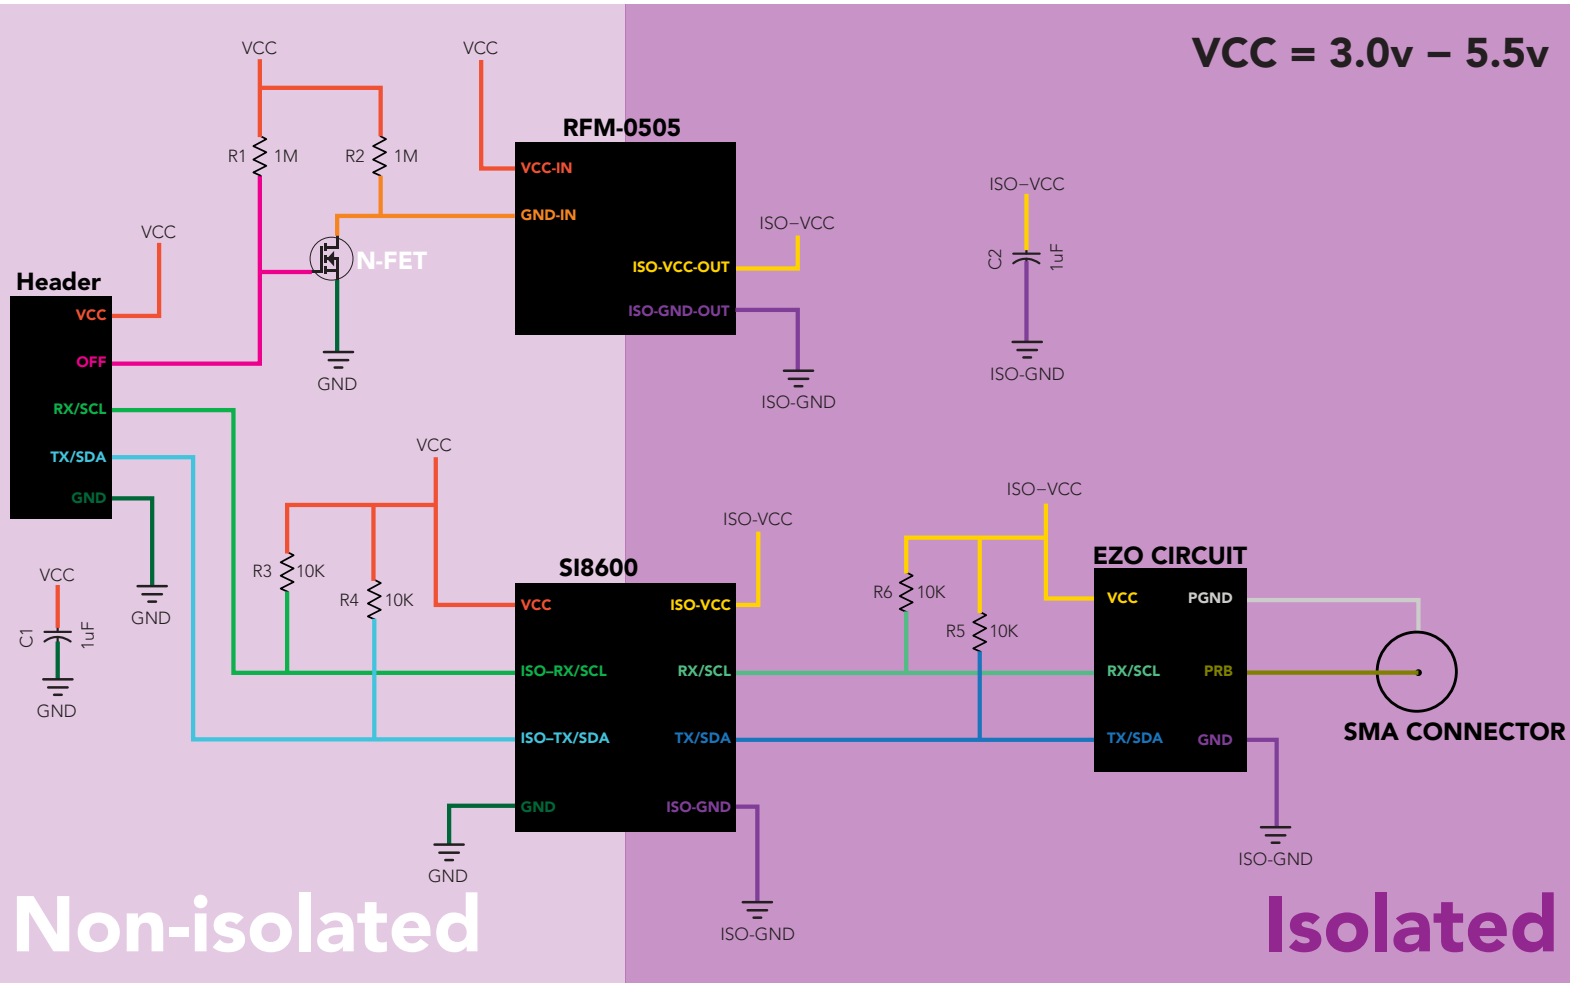 VCC = 3.0v – 5.5v
VCC
VCC
RFM-0505
R1
1M
R2
1M
VCC-IN
GND-IN
ISO-VCC-OUT
ISO-GND-OUT
ISO–VCC
ISO-GND
ISO–VCC
C2
1uF
ISO-GND
VCC
N-FET
GND
Header
VCC
OFF
RX/SCL
TX/SDA
GND
GND
VCC
C1
1uF
GND
VCC
R3
10K
R4
10K
SI8600
VCC
ISO-VCC
ISO–RX/SCL
RX/SCL
ISO–TX/SDA
TX/SDA
GND
ISO-GND
GND
ISO-VCC
ISO-GND
ISO–VCC
R6
10K
R5
10K
EZO CIRCUIT
VCC
PGND
RX/SCL
PRB
TX/SDA
GND
SMA CONNECTOR
ISO-GND
Non-isolated
Isolated